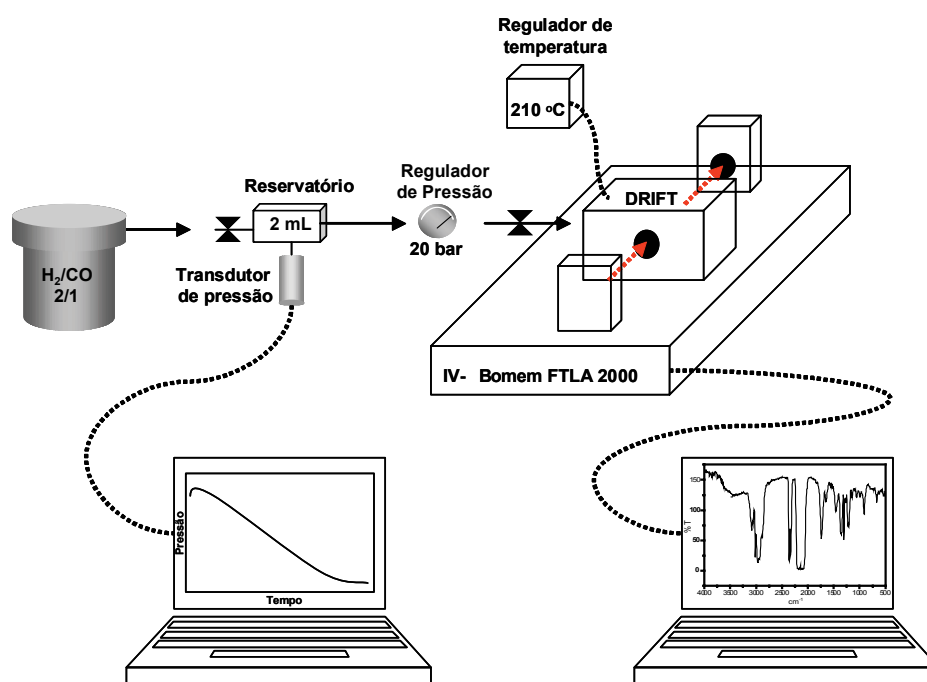 Regulador de
temperatura
210 °C
Reservatório
2 mL
Regulador
de Pressão
20 bar
DRIFT
H₂/CO
2/1
Transdutor
de pressão
IV- Bomem FTLA 2000
Pressão
Tempo
% T
150
100
50
0
4000 3500 3000 2500 2000 1500 1000 500
cm⁻¹